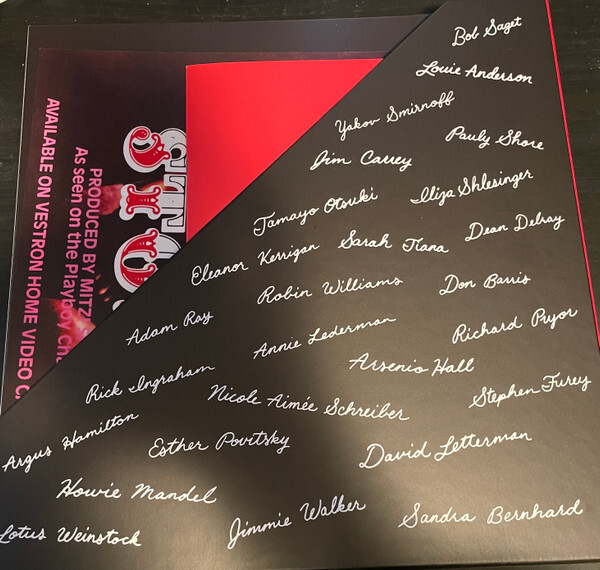 Bob Saget
Louie Anderson
Yakov Smirnoff
Pauly Shore
Jim Carrey
Iliza Shlesinger
Tamayo Otsuki
Dean Delray
Sarah Tiana
Eleanor Kerrigan
Don Barris
Robin Williams
Adam Ray
Richard Pryor
Annie Lederman
Arsenio Hall
Rick Ingraham
Stephen Furey
Nicole Aimée Schreiber
Argus Hamilton
David Letterman
Esther Povitsky
Howie Mandel
Sandra Bernhard
Jimmie Walker
Lotus Weinstock
PRODUCED BY MITZ
As seen on the Playboy Cha
AVAILABLE ON VESTRON HOME VIDEO C